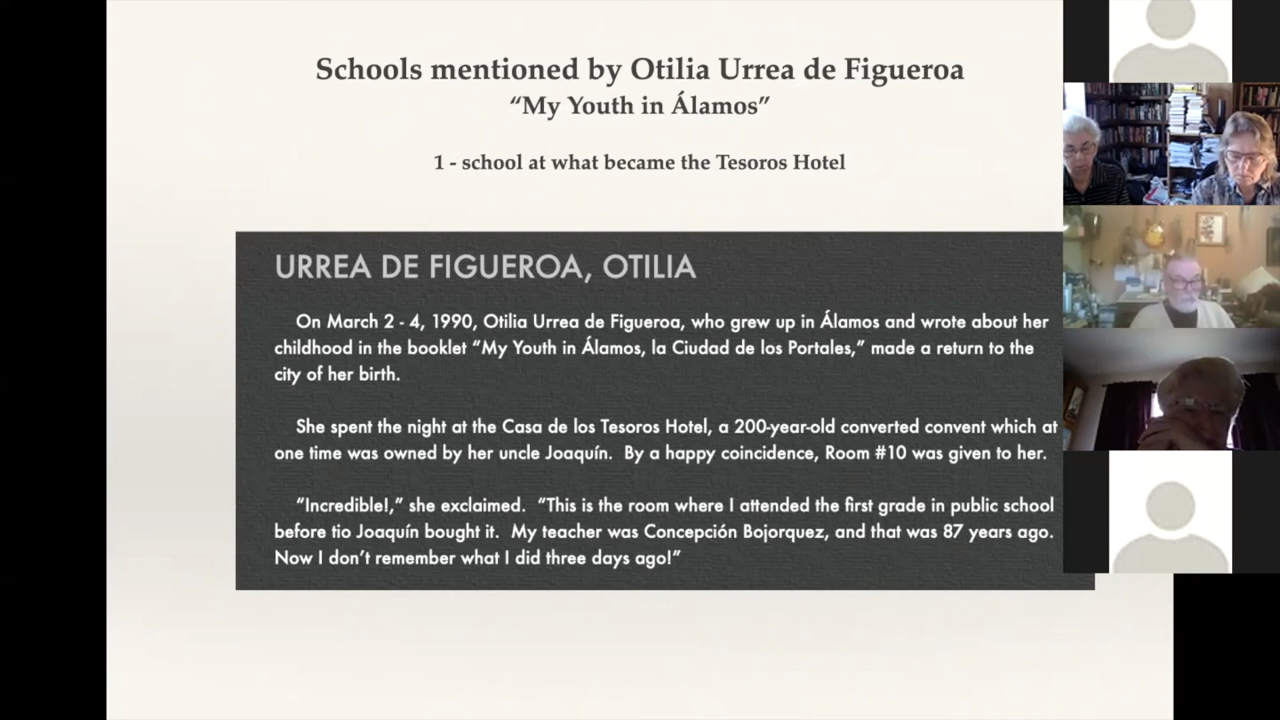 Schools mentioned by Otilia Urrea de Figueroa
“My Youth in Álamos”
1 - school at what became the Tesoros Hotel
URREA DE FIGUEROA, OTILIA
On March 2 - 4, 1990, Otilia Urrea de Figueroa, who grew up in Álamos and wrote about her
childhood in the booklet “My Youth in Álamos, la Ciudad de los Portales,” made a return to the
city of her birth.
She spent the night at the Casa de los Tesoros Hotel, a 200-year-old converted convent which at
one time was owned by her uncle Joaquín. By a happy coincidence, Room #10 was given to her.
“Incredible!,” she exclaimed. “This is the room where I attended the first grade in public school
before tio Joaquín bought it. My teacher was Concepción Bojorquez, and that was 87 years ago.
Now I don’t remember what I did three days ago!”